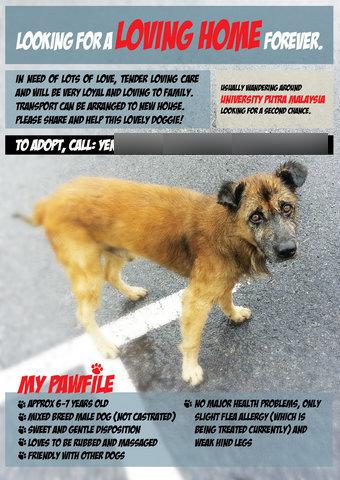 LOOKING FOR A LOVING HOME FOREVER.
IN NEED OF LOTS OF LOVE, TENDER LOVING CARE
AND WILL BE VERY LOYAL AND LOVING TO FAMILY.
TRANSPORT CAN BE ARRANGED TO NEW HOUSE.
PLEASE SHARE AND HELP THIS LOVELY DOGGIE!
USUALLY WANDERING AROUND
UNIVERSITY PUTRA MALAYSIA
LOOKING FOR A SECOND CHANCE.
TO ADOPT, CALL:
MY PAWFILE
APPROX 6-7 YEARS OLD
MIXED BREED MALE DOG (NOT CASTRATED)
SWEET AND GENTLE DISPOSITION
LOVES TO BE RUBBED AND MASSAGED
FRIENDLY WITH OTHER DOGS
NO MAJOR HEALTH PROBLEMS, ONLY
SLIGHT FLEA ALLERGY (WHICH IS
BEING TREATED CURRENTLY) AND
WEAK HIND LEGS